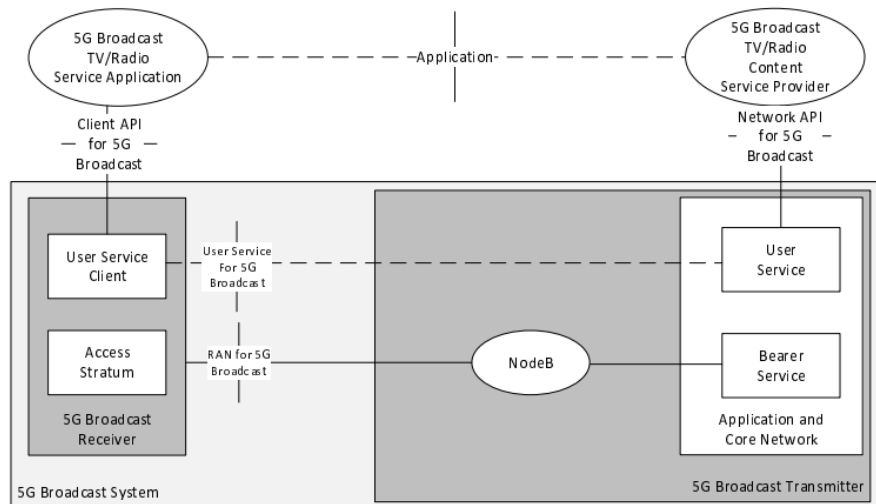 5G Broadcast
TV/Radio
Service Application
Application
5G Broadcast
TV/Radio
Content
Service Provider
Client API
for 5G
Broadcast
Network API
for 5G
Broadcast
User Service
Client
User Service
For 5G
Broadcast
User
Service
Access
Stratum
RAN for 5G
Broadcast
NodeB
Bearer
Service
5G Broadcast
Receiver
Application and
Core Network
5G Broadcast System
5G Broadcast Transmitter